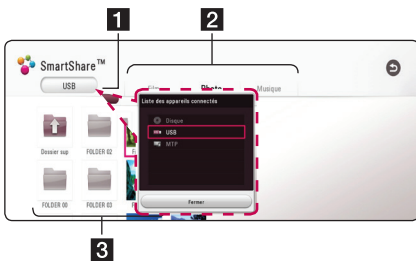 1
2
SmartShare™
USB
Photo
Musique
Liste des appareils connectés
Disque
USB
MTP
Fermer
Dossier sup
FOLDER 02
FOLDER 00
FOLDER 03
3